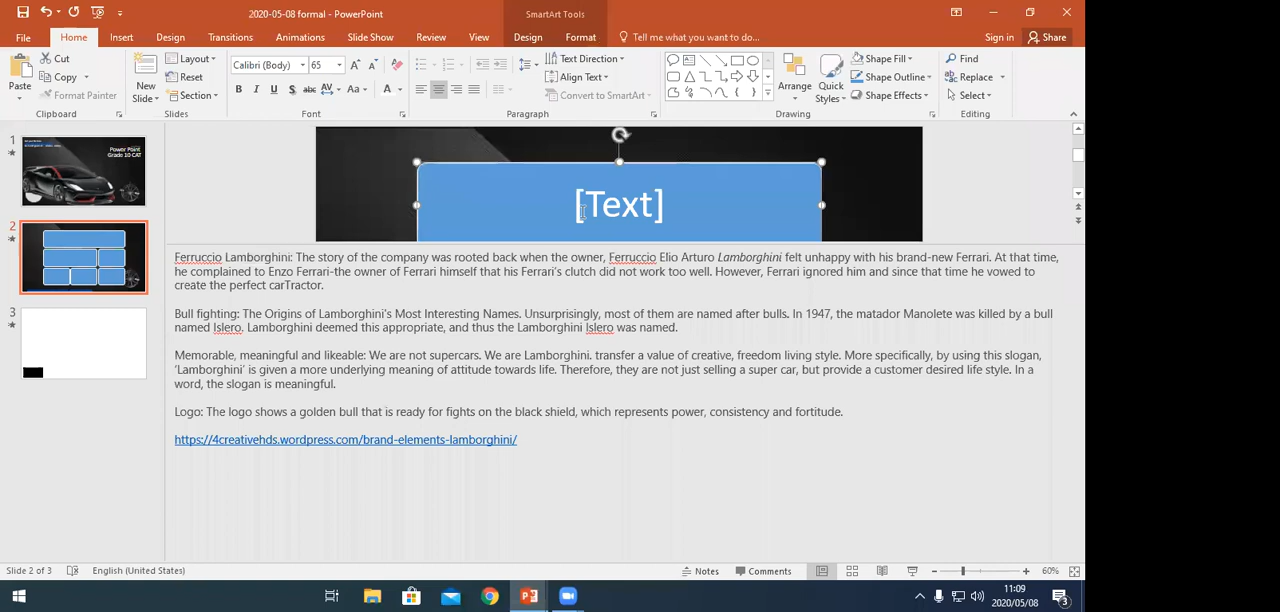 2020-05-08 formal - PowerPoint
SmartArt Tools
File Home Insert Design Transitions Animations Slide Show Review View Design Format Tell me what you want to do... Sign in Share
Paste
Cut
Copy
Format Painter
Clipboard
New Slide
Layout
Reset
Section
Slides
Calibri (Body) 65
B I U S abc AV Aa A
Font
Text Direction
Align Text
Convert to SmartArt
Paragraph
Arrange
Quick Styles
Shape Fill
Shape Outline
Shape Effects
Drawing
Find
Replace
Select
Editing
1
Power Point
Grade 10 CAT
2
3
[Text]
Ferruccio Lamborghini: The story of the company was rooted back when the owner, Ferruccio Elio Arturo Lamborghini felt unhappy with his brand-new Ferrari. At that time,
he complained to Enzo Ferrari-the owner of Ferrari himself that his Ferrari's clutch did not work too well. However, Ferrari ignored him and since that time he vowed to
create the perfect carTractor.
Bull fighting: The Origins of Lamborghini's Most Interesting Names. Unsurprisingly, most of them are named after bulls. In 1947, the matador Manolete was killed by a bull
named Islero. Lamborghini deemed this appropriate, and thus the Lamborghini Islero was named.
Memorable, meaningful and likeable: We are not supercars. We are Lamborghini. transfer a value of creative, freedom living style. More specifically, by using this slogan,
'Lamborghini' is given a more underlying meaning of attitude towards life. Therefore, they are not just selling a super car, but provide a customer desired life style. In a
word, the slogan is meaningful.
Logo: The logo shows a golden bull that is ready for fights on the black shield, which represents power, consistency and fortitude.
https://4creativehds.wordpress.com/brand-elements-lamborghini/
Slide 2 of 3 English (United States) Notes Comments 60%
11:09
2020/05/08
3